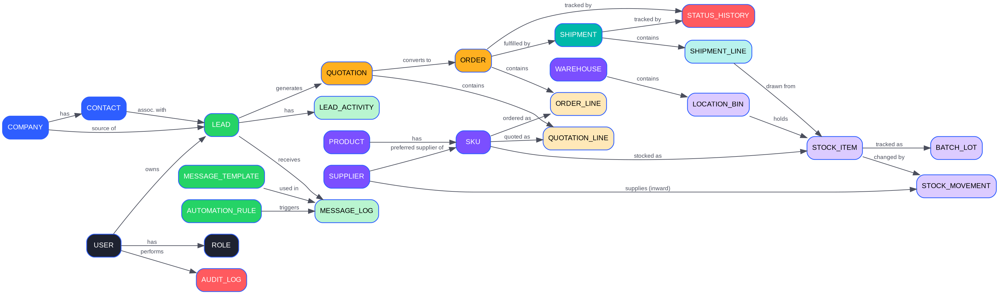 tracked by
STATUS_HISTORY
tracked by
SHIPMENT
fulfilled by
contains
SHIPMENT_LINE
converts to
ORDER
contains
WAREHOUSE
contains
QUOTATION
contains
drawn from
generates
LEAD_ACTIVITY
ORDER_LINE
LOCATION_BIN
CONTACT
has
assoc. with
has
ordered as
holds
COMPANY
source of
LEAD
PRODUCT
has
SKU
quoted as
QUOTATION_LINE
preferred supplier of
stocked as
STOCK_ITEM
tracked as
BATCH_LOT
changed by
receives
owns
MESSAGE_TEMPLATE
SUPPLIER
used in
supplies (inward)
STOCK_MOVEMENT
AUTOMATION_RULE
triggers
MESSAGE_LOG
USER
has
ROLE
performs
AUDIT_LOG